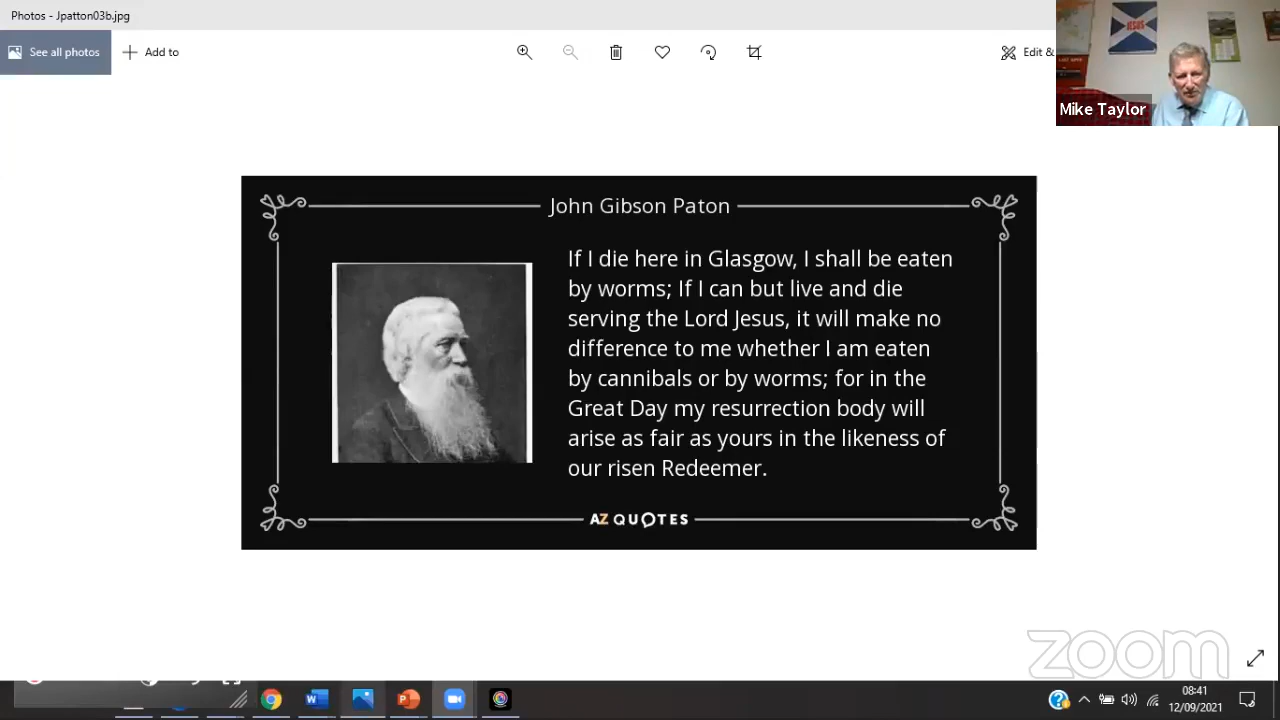 Photos - Jpatton03b.jpg
See all photos
Add to
Edit &
JESUS
Mike Taylor
John Gibson Paton
If I die here in Glasgow, I shall be eaten
by worms; If I can but live and die
serving the Lord Jesus, it will make no
difference to me whether I am eaten
by cannibals or by worms; for in the
Great Day my resurrection body will
arise as fair as yours in the likeness of
our risen Redeemer.
AZ QUOTES
zoom
08:41
12/09/2021